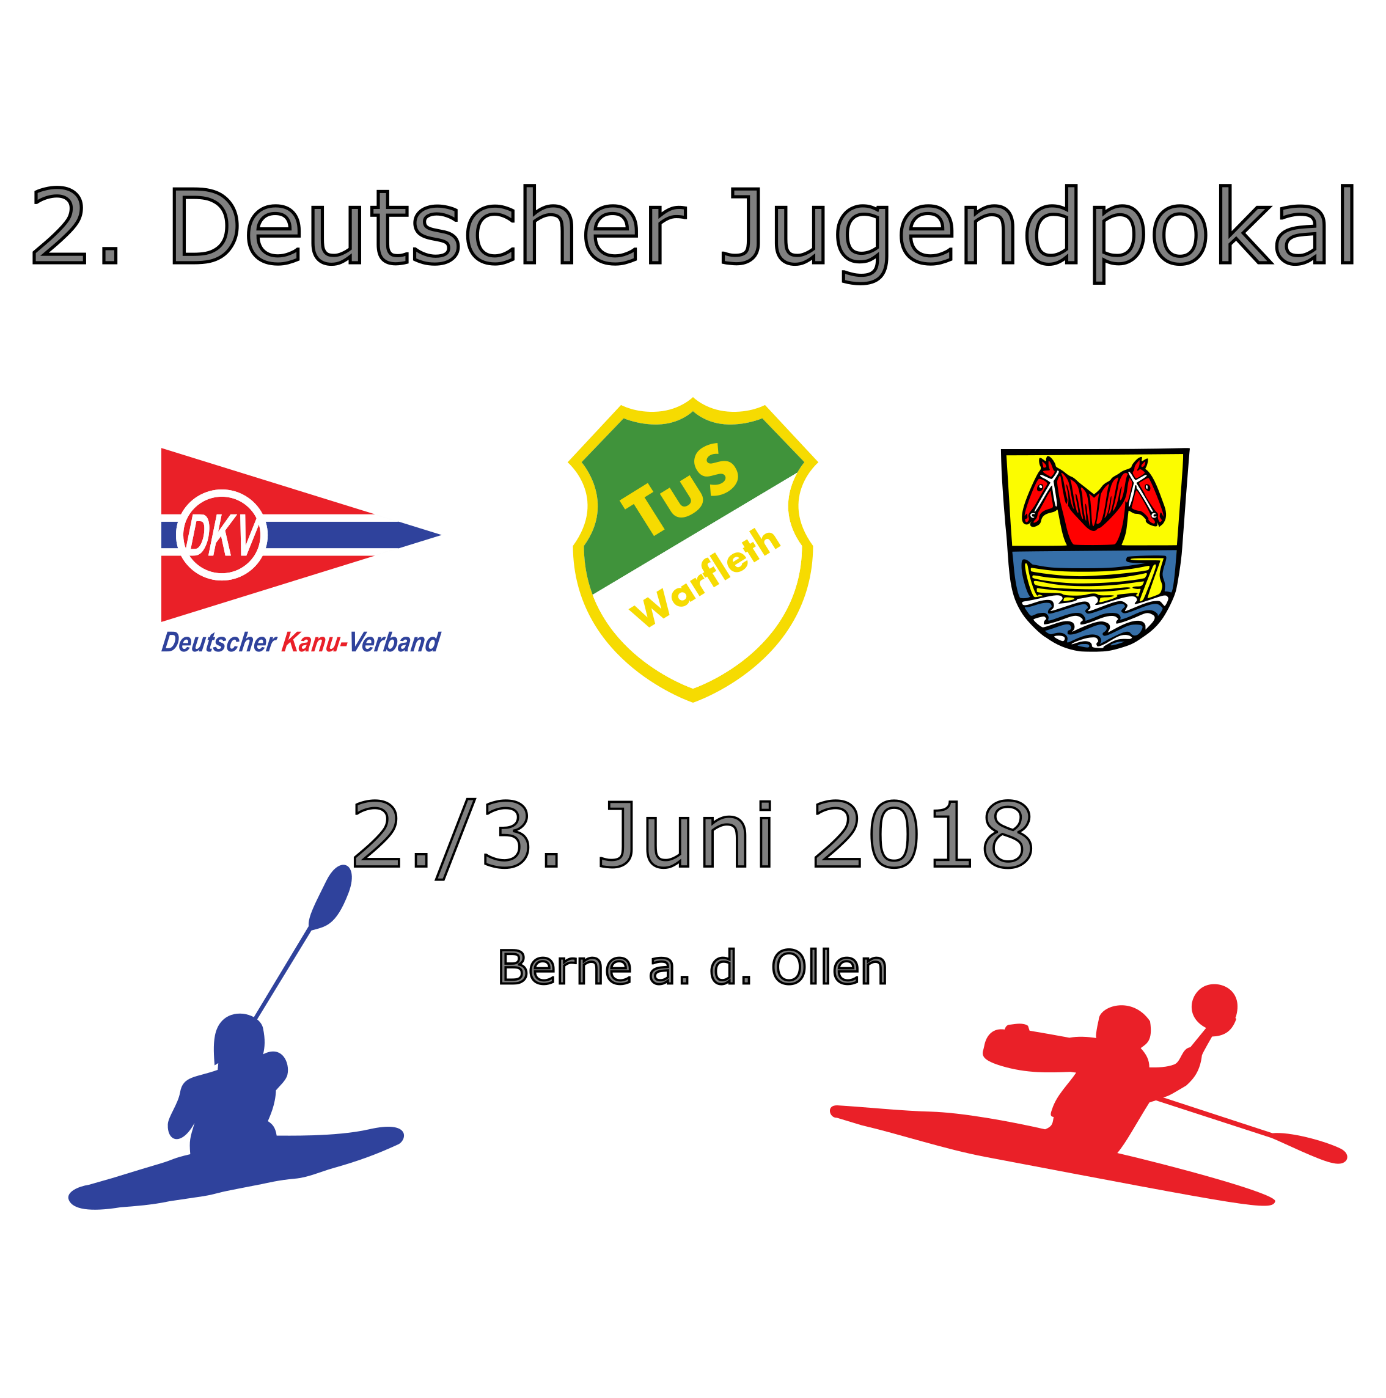 2. Deutscher Jugendpokal
DKV
Deutscher Kanu-Verband
TuS
Warfleth
2./3. Juni 2018
Berne a. d. Ollen